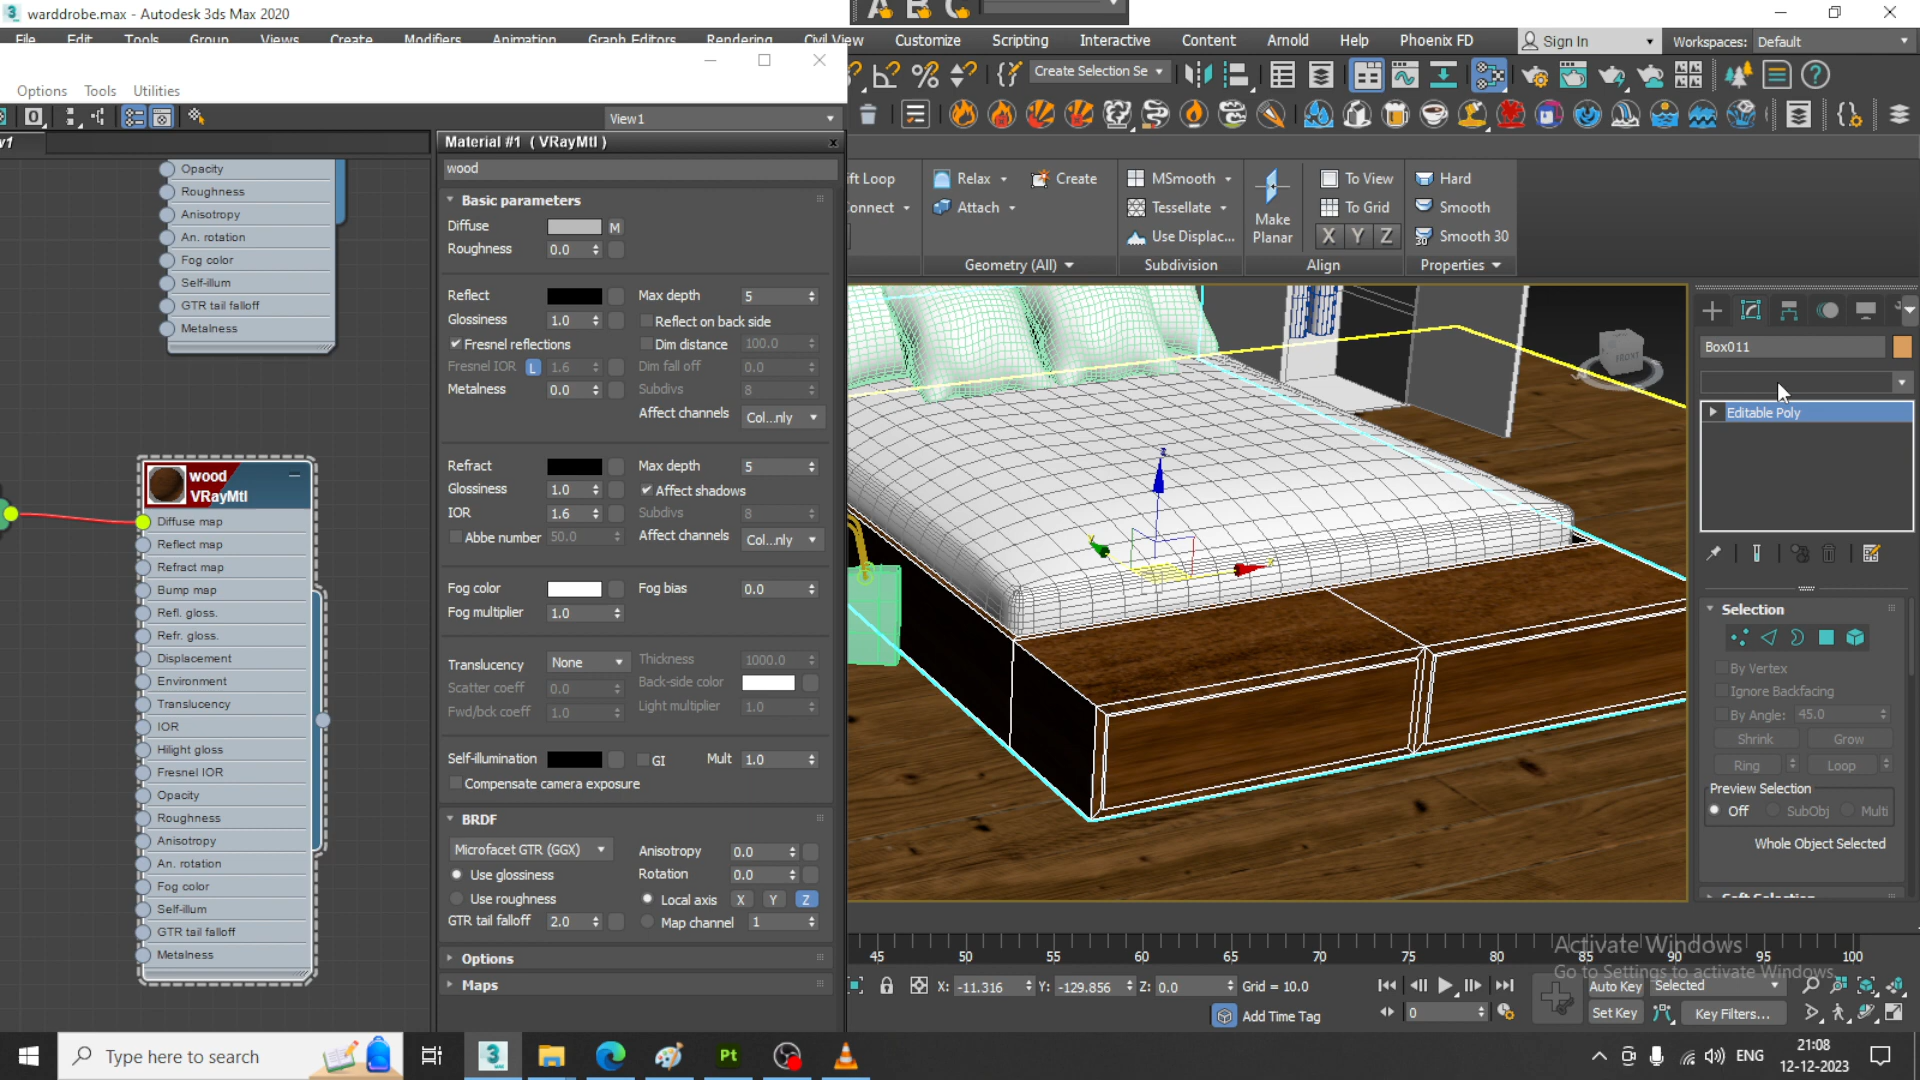 warddrobe.max - Autodesk 3ds Max 2020
File Edit Tools Group Views Create Modifiers Animation Graph Editors Rendering Civil View Customize Scripting Interactive Content Arnold Help Phoenix FD
Sign In
Workspaces: Default
Options Tools Utilities
Create Selection Se
View1
Material #1 ( VRayMtl )
wood
Basic parameters
Diffuse M
Roughness 0.0
Reflect Max depth 5
Glossiness 1.0 Reflect on back side
Fresnel reflections Dim distance 100.0
Fresnel IOR L 1.6 Dim fall off 0.0
Metalness 0.0 Subdivs 8
Affect channels Col...nly
Refract Max depth 5
Glossiness 1.0 Affect shadows
IOR 1.6 Subdivs 8
Abbe number 50.0 Affect channels Col...nly
Fog color Fog bias 0.0
Fog multiplier 1.0
Translucency None Thickness 1000.0
Scatter coeff 0.0 Back-side color
Fwd/bck coeff 1.0 Light multiplier 1.0
Self-illumination GI Mult 1.0
Compensate camera exposure
BRDF
Microfacet GTR (GGX) Anisotropy 0.0
Use glossiness Rotation 0.0
Use roughness Local axis X Y Z
GTR tail falloff 2.0 Map channel 1
Options
Maps
Opacity
Roughness
Anisotropy
An. rotation
Fog color
Self-illum
GTR tail falloff
Metalness
wood
VRayMtl
Diffuse map
Reflect map
Refract map
Bump map
Refl. gloss.
Refr. gloss.
Displacement
Environment
Translucency
IOR
Hilight gloss
Fresnel IOR
Opacity
Roughness
Anisotropy
An. rotation
Fog color
Self-illum
GTR tail falloff
Metalness
ift Loop Relax Create MSmooth To View Hard
onnect Attach Tessellate Make Planar To Grid Smooth
Use Displac... X Y Z Smooth 30
Geometry (All) Subdivision Align Properties
FRONT
Box011
Editable Poly
Selection
By Vertex
Ignore Backfacing
By Angle: 45.0
Shrink Grow
Ring Loop
Preview Selection
Off SubObj Multi
Whole Object Selected
Soft Selection
45 50 55 60 65 70 75 80 85 90 95 100
Activate Windows
Go to Settings to activate Windows.
X: -11.316 Y: -129.856 Z: 0.0 Grid = 10.0
Add Time Tag
0
Auto Key Selected
Set Key Key Filters...
Type here to search
3
Pt
ENG
21:08
12-12-2023